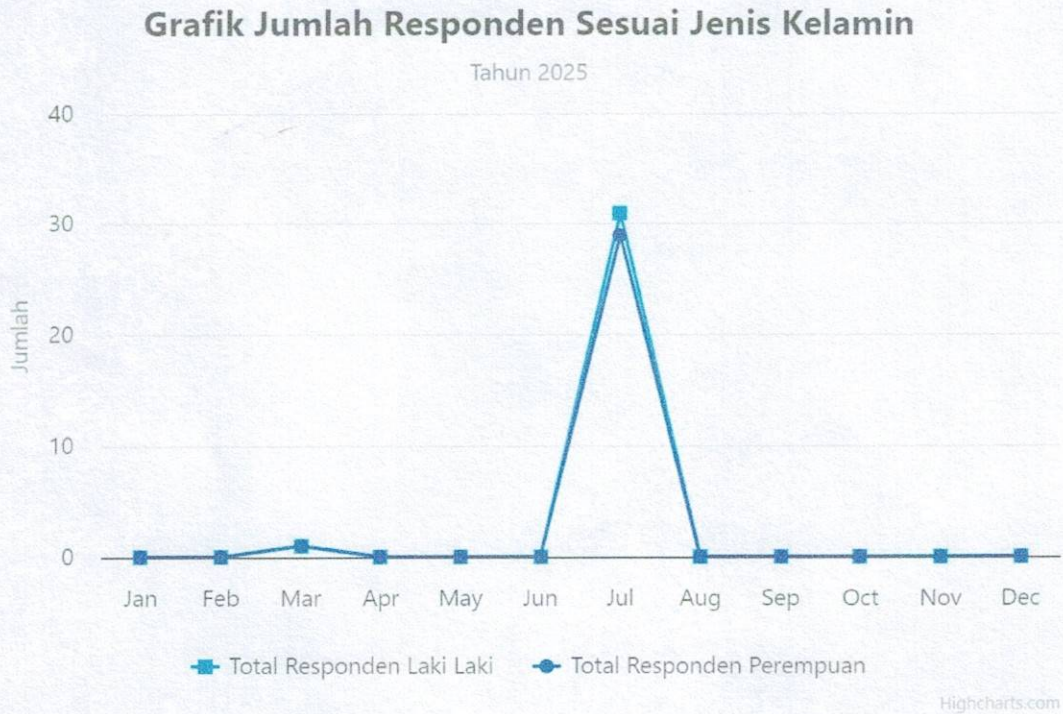 Grafik Jumlah Responden Sesuai Jenis Kelamin
Tahun 2025
40
30
20
10
0
Jumlah
Jan Feb Mar Apr May Jun Jul Aug Sep Oct Nov Dec
Total Responden Laki Laki Total Responden Perempuan
Highcharts.com